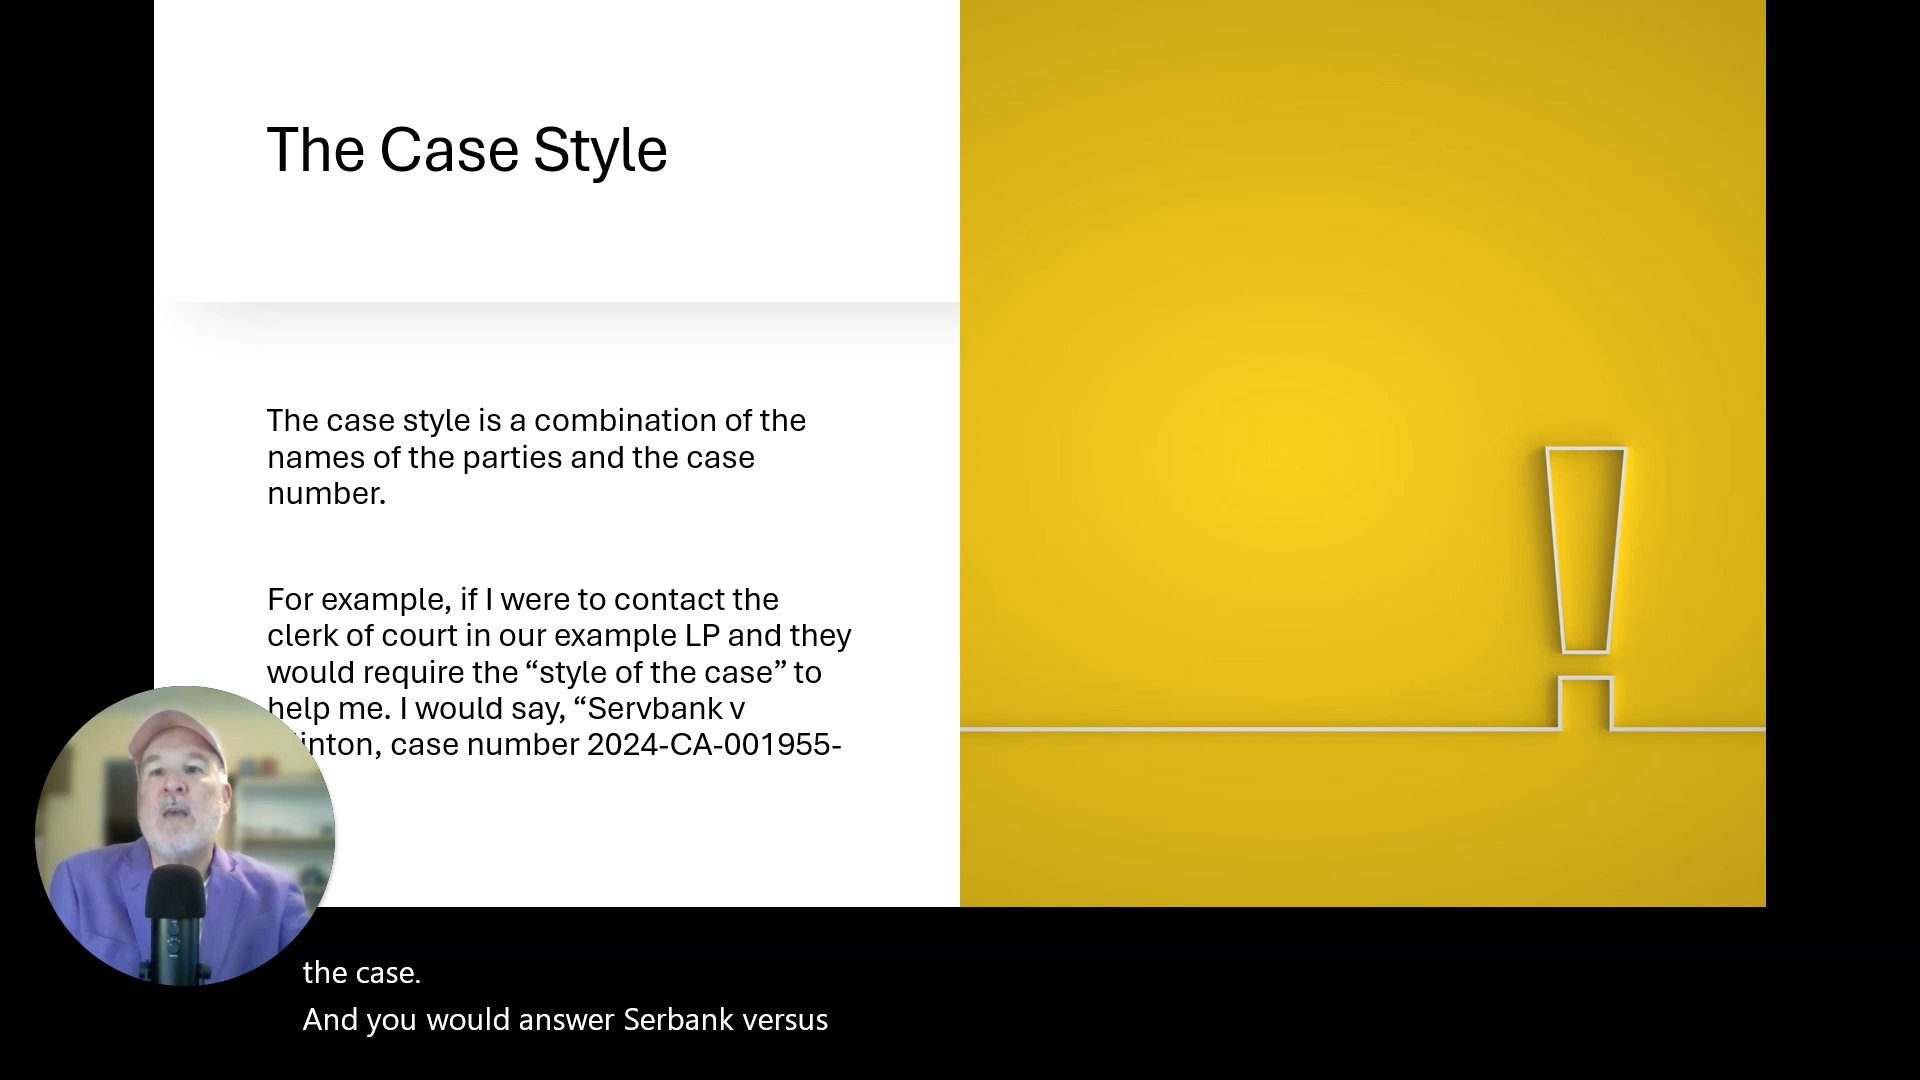 The Case Style
The case style is a combination of the
names of the parties and the case
number.
For example, if I were to contact the
clerk of court in our example LP and they
would require the “style of the case” to
help me. I would say, “Servbank v
case number 2024-CA-001955-
the case.
And you would answer Serbank versus